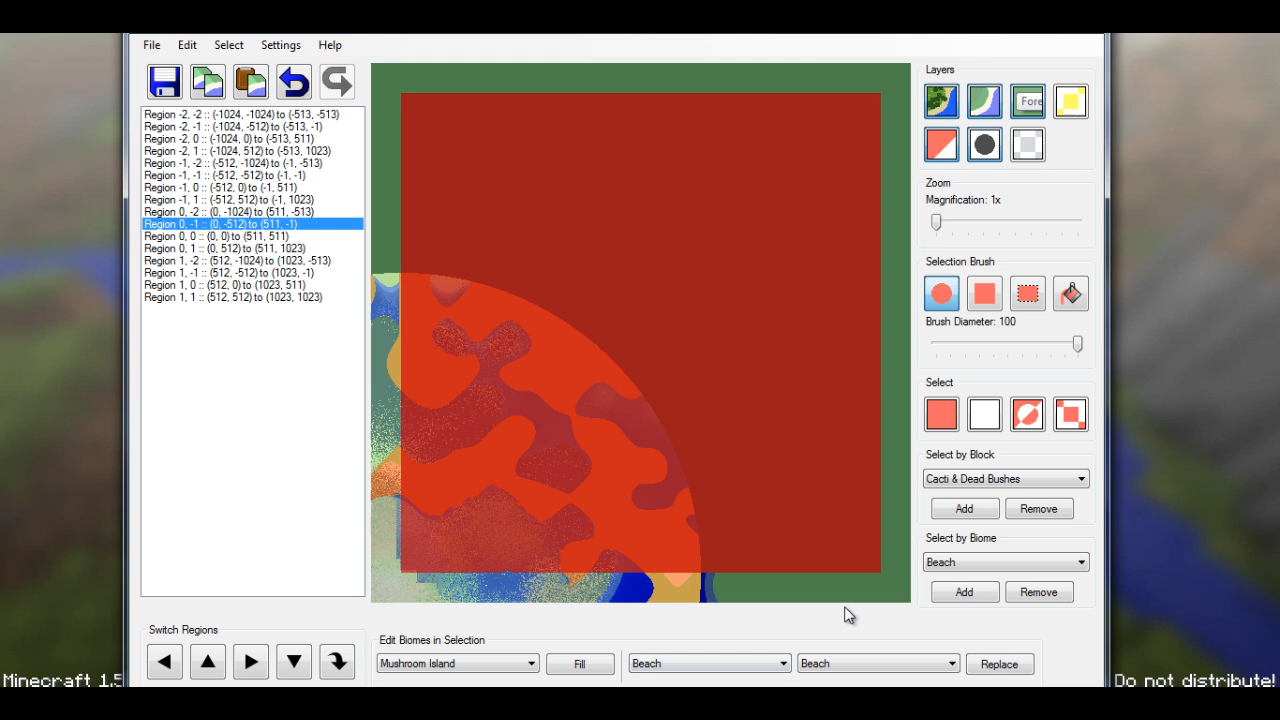 File Edit Select Settings Help
Region -2, -2 :: (-1024, -1024) to (-513, -513)
Region -2, -1 :: (-1024, -512) to (-513, -1)
Region -2, 0 :: (-1024, 0) to (-513, 511)
Region -2, 1 :: (-1024, 512) to (-513, 1023)
Region -1, -2 :: (-512, -1024) to (-1, -513)
Region -1, -1 :: (-512, -512) to (-1, -1)
Region -1, 0 :: (-512, 0) to (-1, 511)
Region -1, 1 :: (-512, 512) to (-1, 1023)
Region 0, -2 :: (0, -1024) to (511, -513)
Region 0, -1 :: (0, -512) to (511, -1)
Region 0, 0 :: (0, 0) to (511, 511)
Region 0, 1 :: (0, 512) to (511, 1023)
Region 1, -2 :: (512, -1024) to (1023, -513)
Region 1, -1 :: (512, -512) to (1023, -1)
Region 1, 0 :: (512, 0) to (1023, 511)
Region 1, 1 :: (512, 512) to (1023, 1023)
Switch Regions
Layers
Fore
Zoom
Magnification: 1x
Selection Brush
Brush Diameter: 100
Select
Select by Block
Cacti & Dead Bushes
Add Remove
Select by Biome
Beach
Add Remove
Edit Biomes in Selection
Mushroom Island Fill Beach Beach Replace
Minecraft 1.5
Do not distribute!